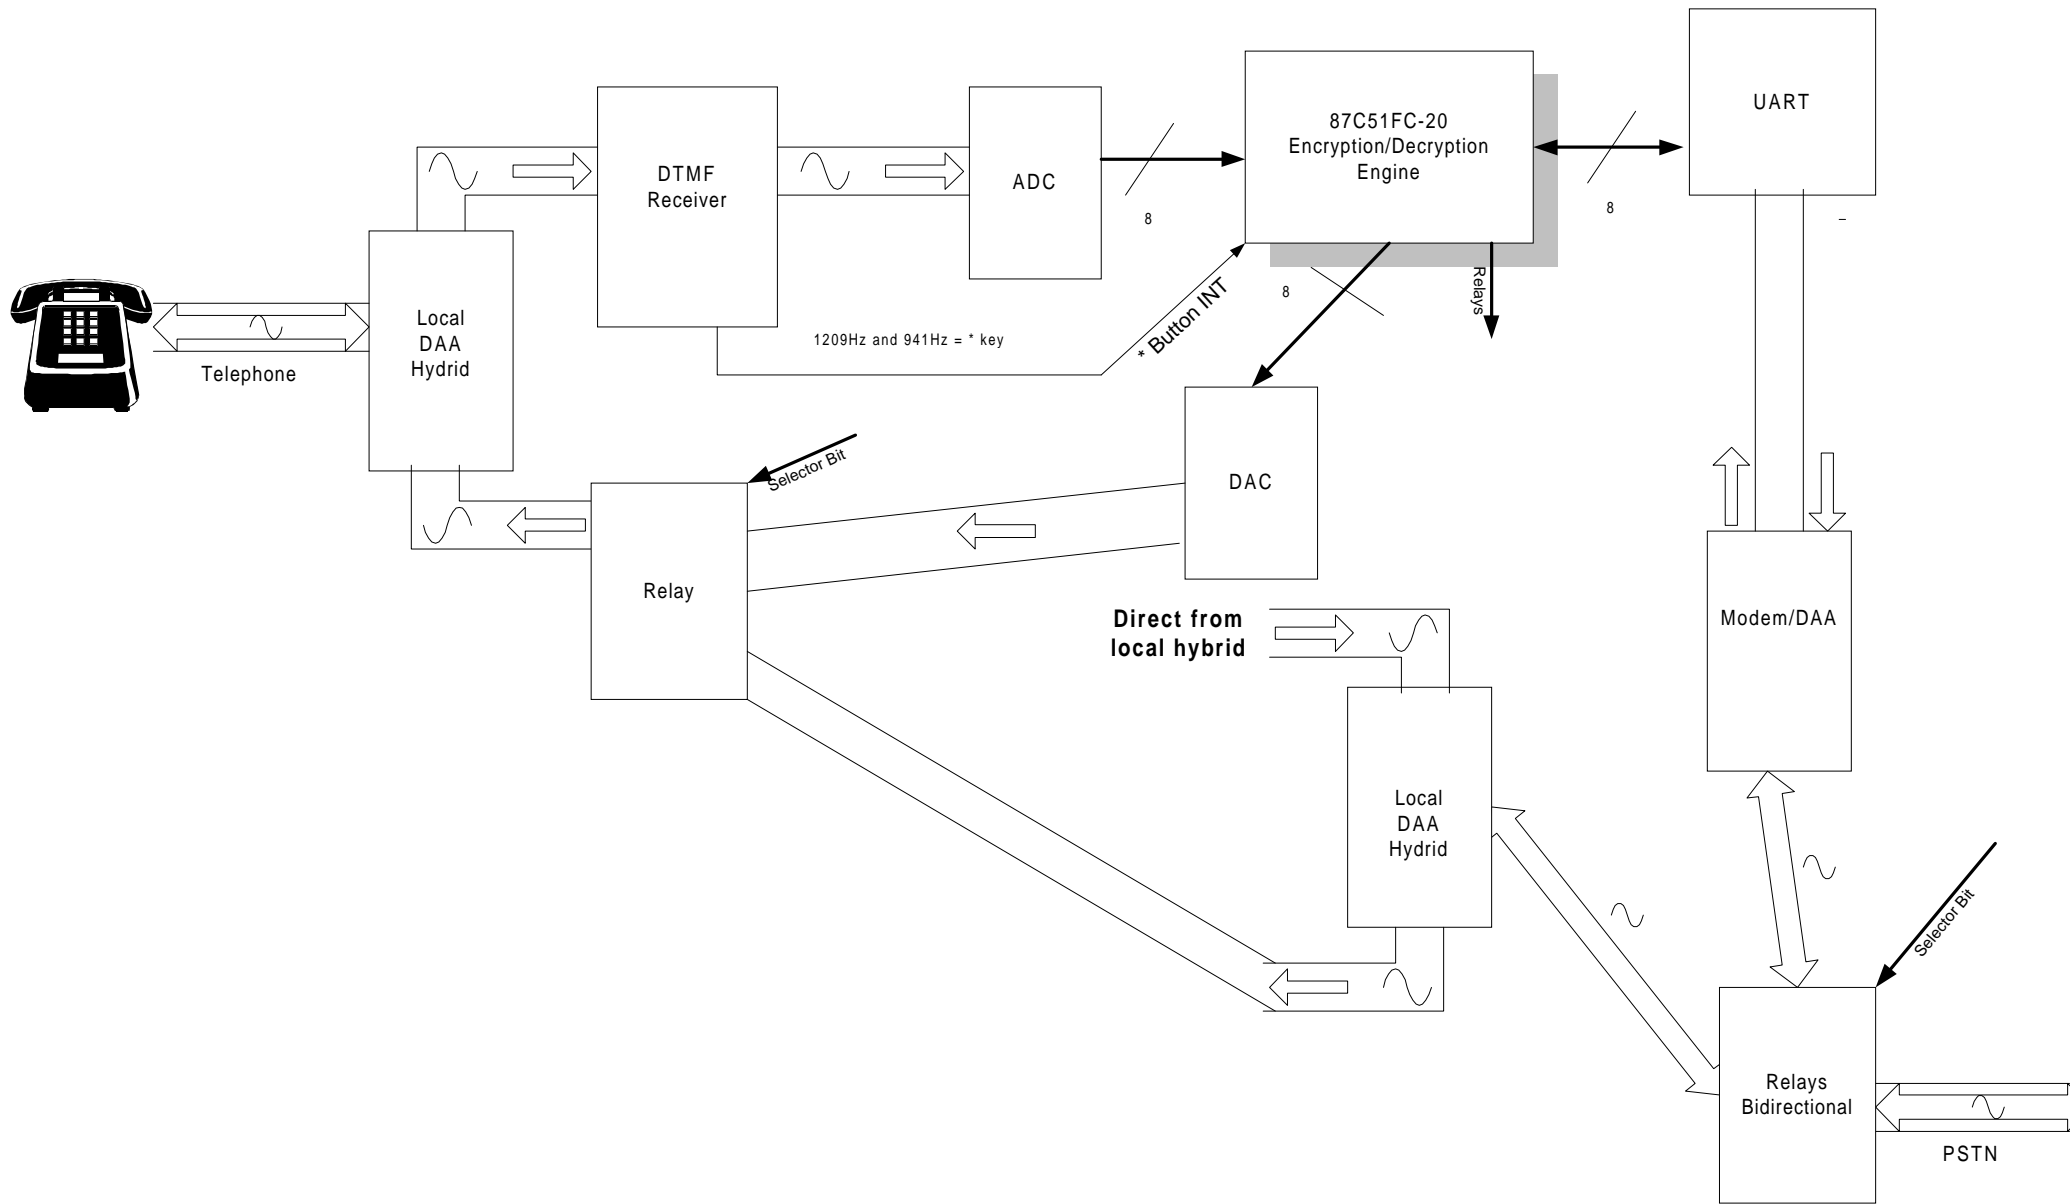 UART
87C51FC-20
Encryption/Decryption
Engine
DTMF
Receiver
ADC
8
8
–
Local
DAA
Hydrid
Telephone
1209Hz and 941Hz = * key
* Button INT
8
Relays
Selector Bit
DAC
Relay
Direct from
local hybrid
Modem/DAA
Local
DAA
Hydrid
Selector Bit
Relays
Bidirectional
PSTN